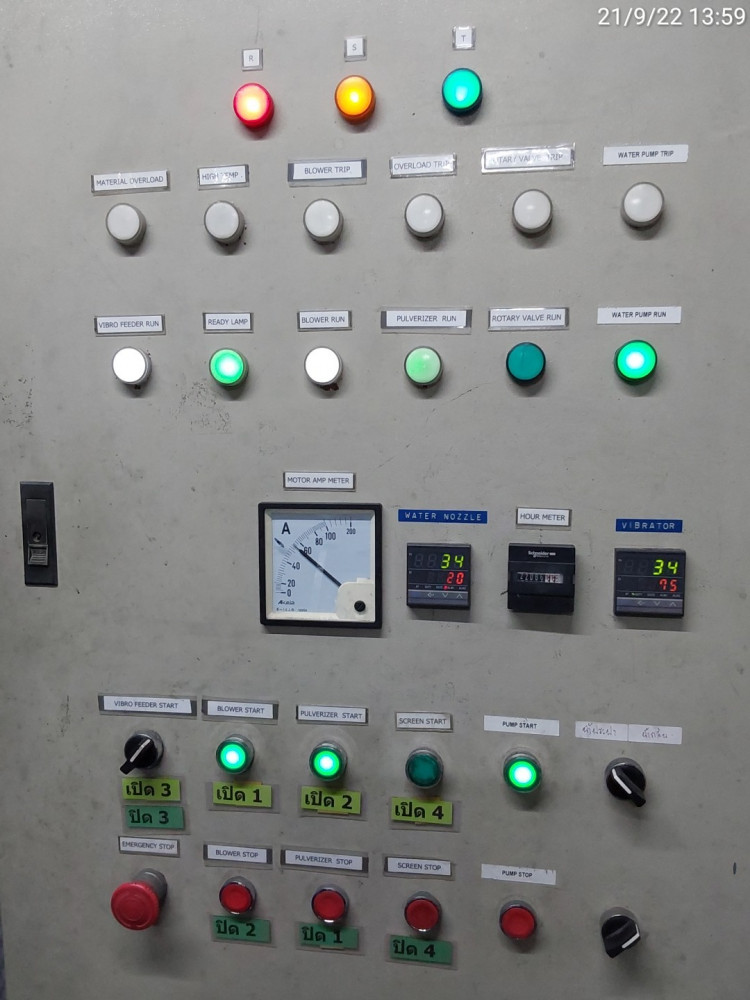 21/9/22 13:59
R
S
T
MATERIAL OVERLOAD
HIGH TEMP.
BLOWER TRIP.
OVERLOAD TRIP
ROTARY VALVE TRIP.
WATER PUMP TRIP
VIBRO FEEDER RUN
READY LAMP
BLOWER RUN
PULVERIZER RUN
ROTARY VALVE RUN
WATER PUMP RUN
MOTOR AMP METER
WATER NOZZLE
HOUR METER
VIBRATOR
A
200
100
80
60
40
20
0
34
20
Schneider
34
75
VIBRO FEEDER START
BLOWER START
PULVERIZER START
SCREEN START
PUMP START
เปิด 3
เปิด 1
เปิด 2
เปิด 4
ปิด 3
EMERGENCY STOP
BLOWER STOP
PULVERIZER STOP
SCREEN STOP
PUMP STOP
ปิด 2
ปิด 1
ปิด 4